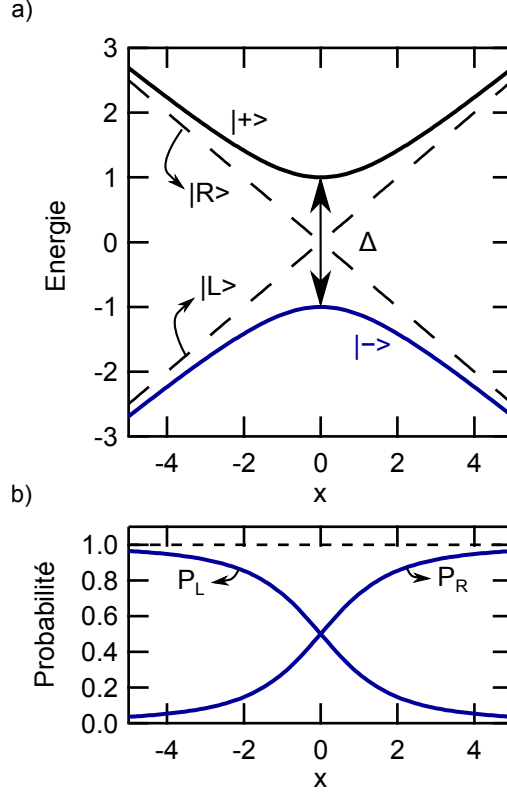 a)
3
2
1
0
-1
-2
-3
Energie
|+>
|R>
Δ
|L>
|−>
-4 -2 0 2 4
x
b)
1.0
0.8
0.6
0.4
0.2
0.0
Probabilité
P_L
P_R
-4 -2 0 2 4
x